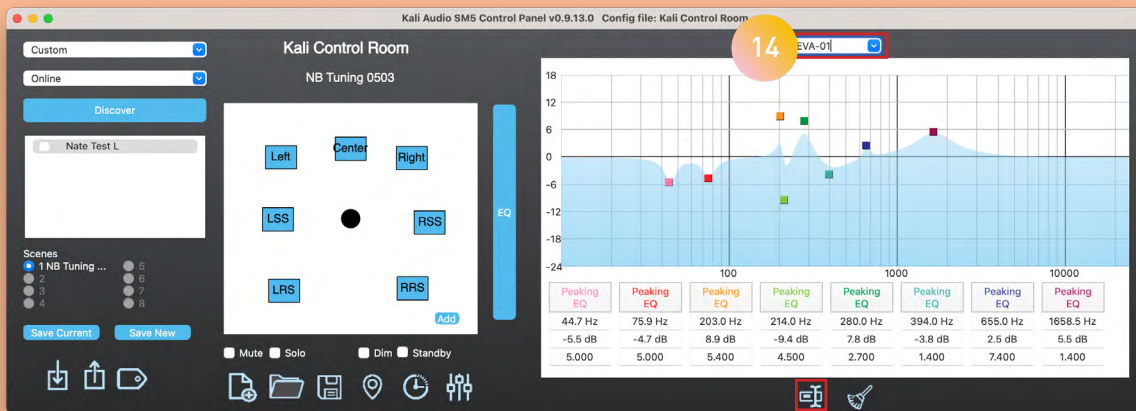 Kali Audio SM5 Control Panel v0.9.13.0 Config file: Kali Control Room
Custom
Online
Discover
Nate Test L
Scenes
1 NB Tuning ...
2
3
4
5
6
7
8
Save Current
Save New
Kali Control Room
NB Tuning 0503
Left
Center
Right
LSS
RSS
LRS
RRS
Add
EQ
Mute
Solo
Dim
Standby
14
EVA-01
18
12
6
0
-6
-12
-18
-24
100
1000
10000
Peaking EQ Peaking EQ Peaking EQ Peaking EQ Peaking EQ Peaking EQ Peaking EQ Peaking EQ
44.7 Hz 75.9 Hz 203.0 Hz 214.0 Hz 280.0 Hz 394.0 Hz 655.0 Hz 1658.5 Hz
-5.5 dB -4.7 dB 8.9 dB -9.4 dB 7.8 dB -3.8 dB 2.5 dB 5.5 dB
5.000 5.000 5.400 4.500 2.700 1.400 7.400 1.400